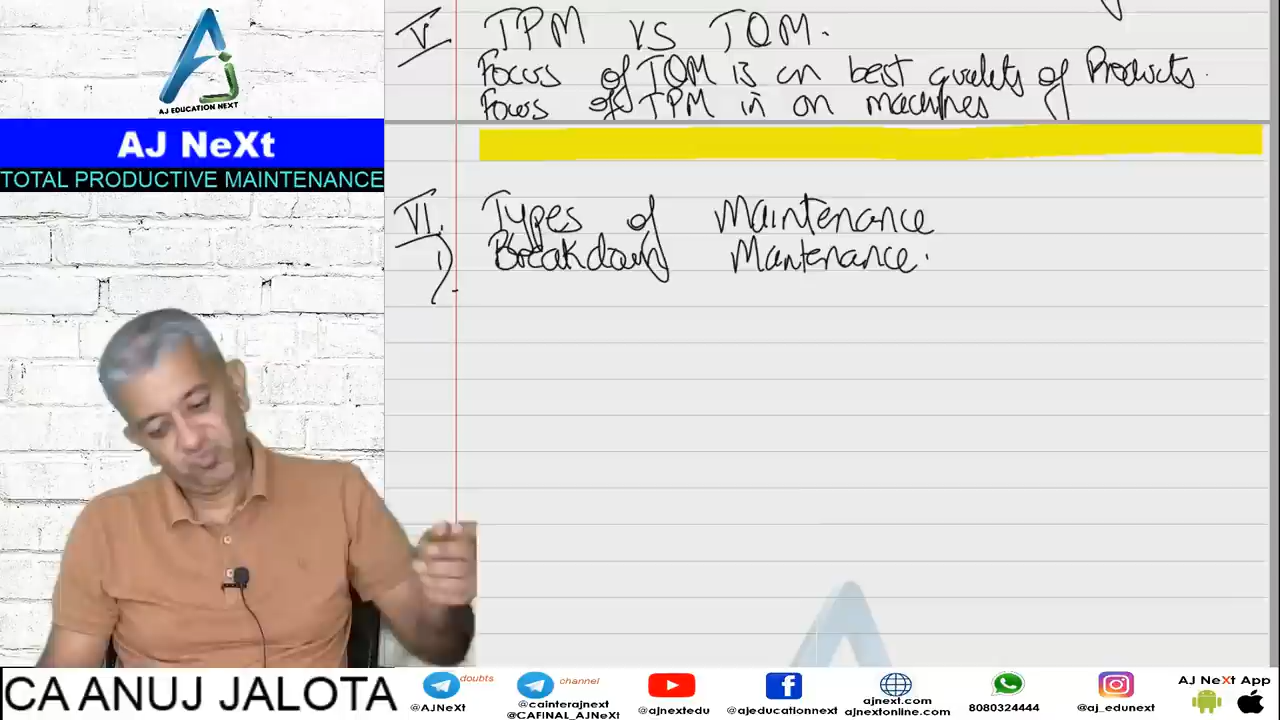 AJ EDUCATION NEXT
AJ NeXt
TOTAL PRODUCTIVE MAINTENANCE
V. TPM VS TQM.
Focus of TQM is on best quality of Products.
Focus of TPM in on machines
VI. Types of Maintenance
1). Breakdown Mantenance.
CA ANUJ JALOTA
doubts
@AJNeXt
channel
@cainterajnext
@CAFINAL_AJNeXt
@ajnextedu
@ajeducationnext
ajnext.com
ajnextonline.com
8080324444
@aj_edunext
AJ NeXt App